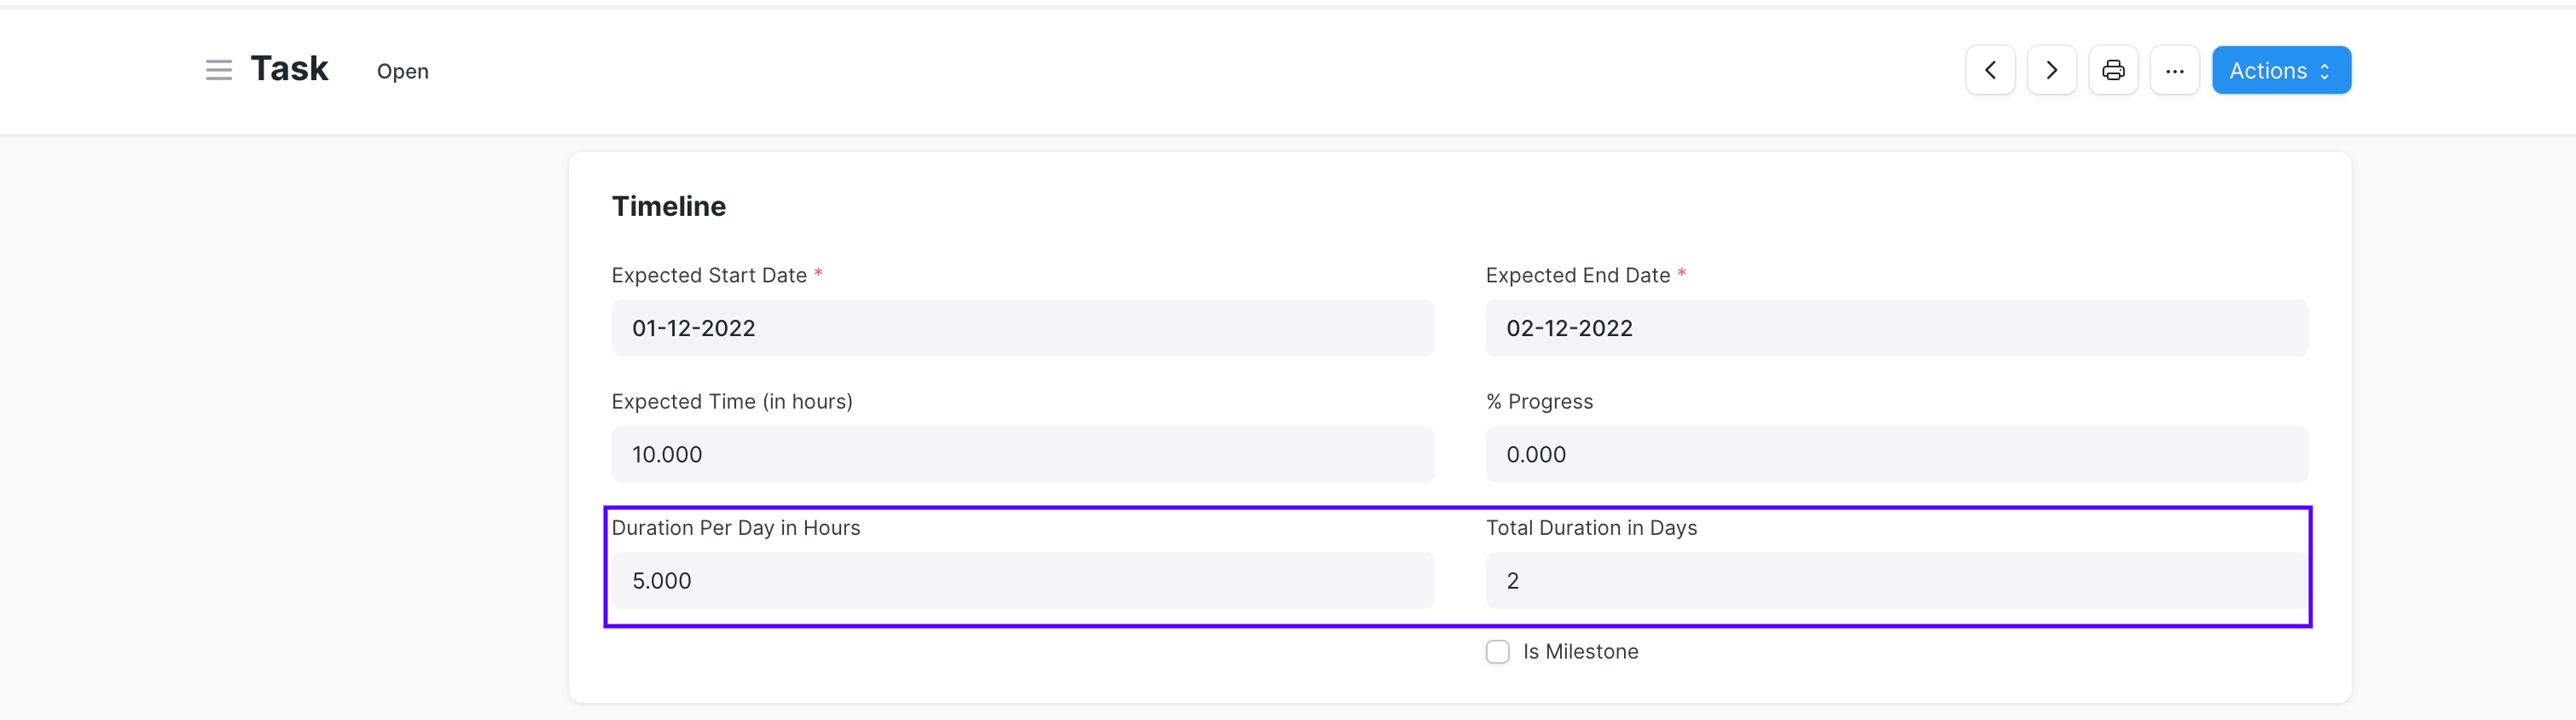 Task Open Actions
Timeline
Expected Start Date * Expected End Date *
01-12-2022 02-12-2022
Expected Time (in hours) % Progress
10.000 0.000
Duration Per Day in Hours Total Duration in Days
5.000 2
Is Milestone